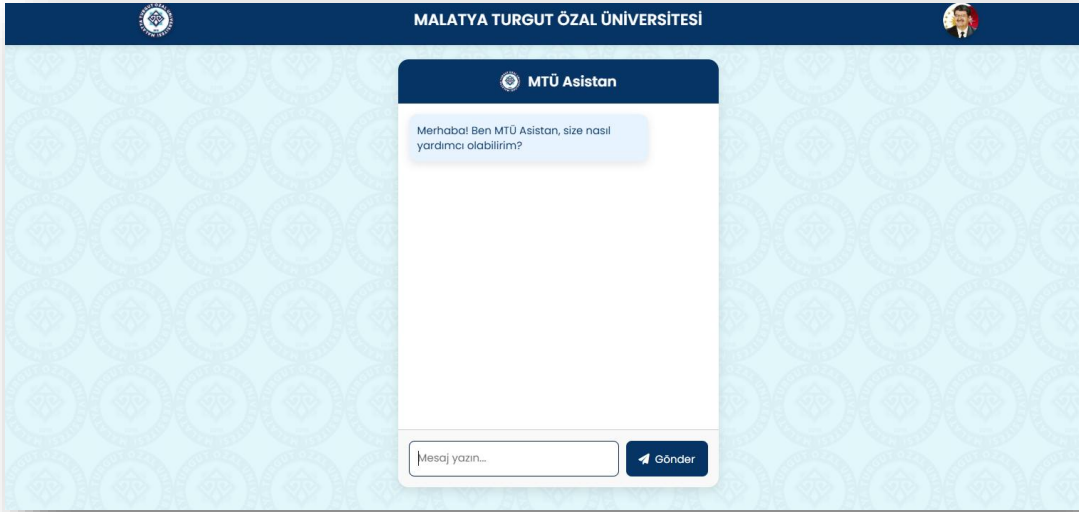 MALATYA TURGUT ÖZAL ÜNİVERSİTESİ
MTÜ Asistan
Merhaba! Ben MTÜ Asistan, size nasıl
yardımcı olabilirim?
Mesaj yazın...
Gönder